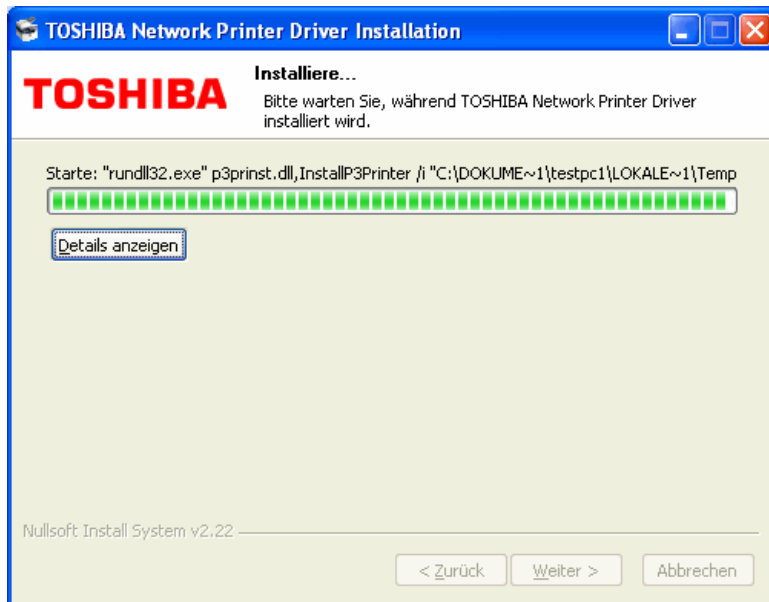 TOSHIBA Network Printer Driver Installation
TOSHIBA
Installiere...
Bitte warten Sie, während TOSHIBA Network Printer Driver
installiert wird.
Starte: "rundll32.exe" p3prinst.dll,InstallP3Printer /i "C:\DOKUME~1\testpc1\LOKALE~1\Temp
Details anzeigen
Nullsoft Install System v2.22
< Zurück
Weiter >
Abbrechen